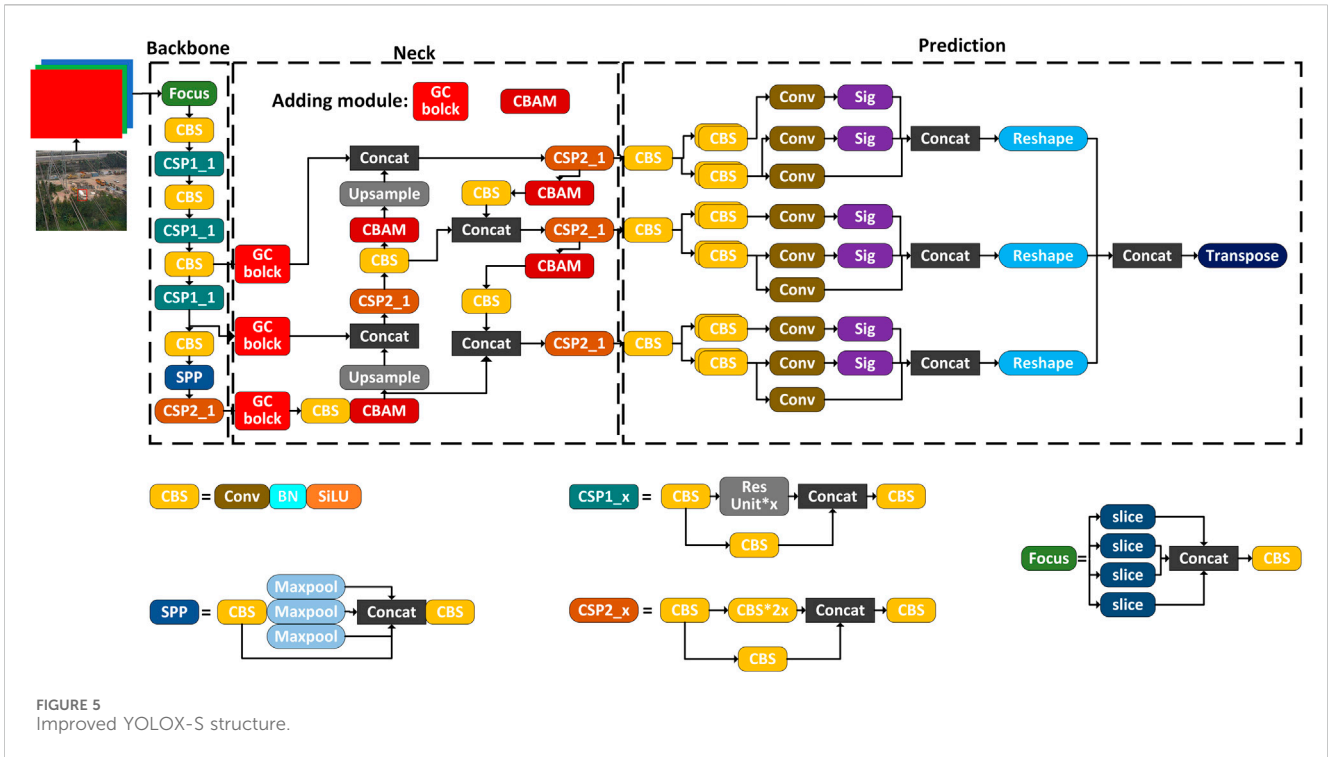 Backbone
Neck
Prediction
Focus
CBS
CSP1_1
CBS
CSP1_1
CBS
CSP1_1
CBS
SPP
CSP2_1
Adding module:
GC
bolck
CBAM
GC
bolck
GC
bolck
GC
bolck
CBS
CBAM
Upsample
Concat
CSP2_1
CBS
CBAM
Upsample
Concat
CSP2_1
CBAM
CBS
Concat
CSP2_1
CBAM
CBS
Concat
CSP2_1
CBS
CBS
CBS
Conv
Sig
Conv
Sig
Conv
Concat
Reshape
CBS
CBS
CBS
Conv
Sig
Conv
Sig
Conv
Concat
Reshape
CBS
CBS
CBS
Conv
Sig
Conv
Sig
Conv
Concat
Reshape
Concat
Transpose
CBS = Conv BN SiLU
CSP1_x = CBS
Res
Unit*x
Concat
CBS
CBS
Focus=
slice
slice
slice
slice
Concat
CBS
SPP = CBS
Maxpool
Maxpool
Maxpool
Concat
CBS
CSP2_x = CBS
CBS*2x
Concat
CBS
CBS
FIGURE 5
Improved YOLOX-S structure.